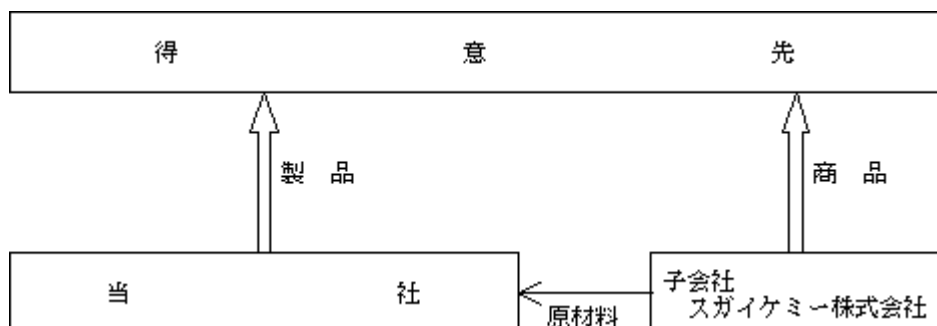 得意先
製品
商品
当社
子会社
スガイケミー株式会社
原材料